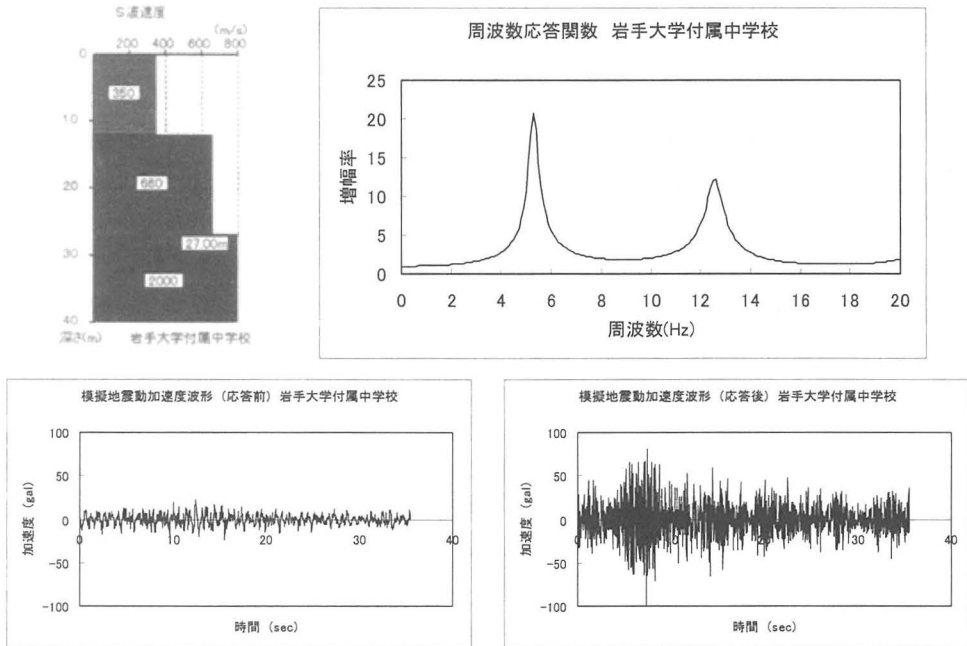 S波速度
(m/s)
200 400 600 800
0
10
20
30
40
350
660
27.00m
2000
深さ(m) 岩手大学付属中学校
周波数応答関数 岩手大学付属中学校
25
20
15
10
5
0
増幅率
0 2 4 6 8 10 12 14 16 18 20
周波数(Hz)
模擬地震動加速度波形 (応答前) 岩手大学付属中学校
100
50
0
-50
-100
加速度 (gal)
0 10 20 30 40
時間 (sec)
模擬地震動加速度波形 (応答後) 岩手大学付属中学校
100
50
0
-50
-100
加速度 (gal)
0 20 30 40
時間 (sec)